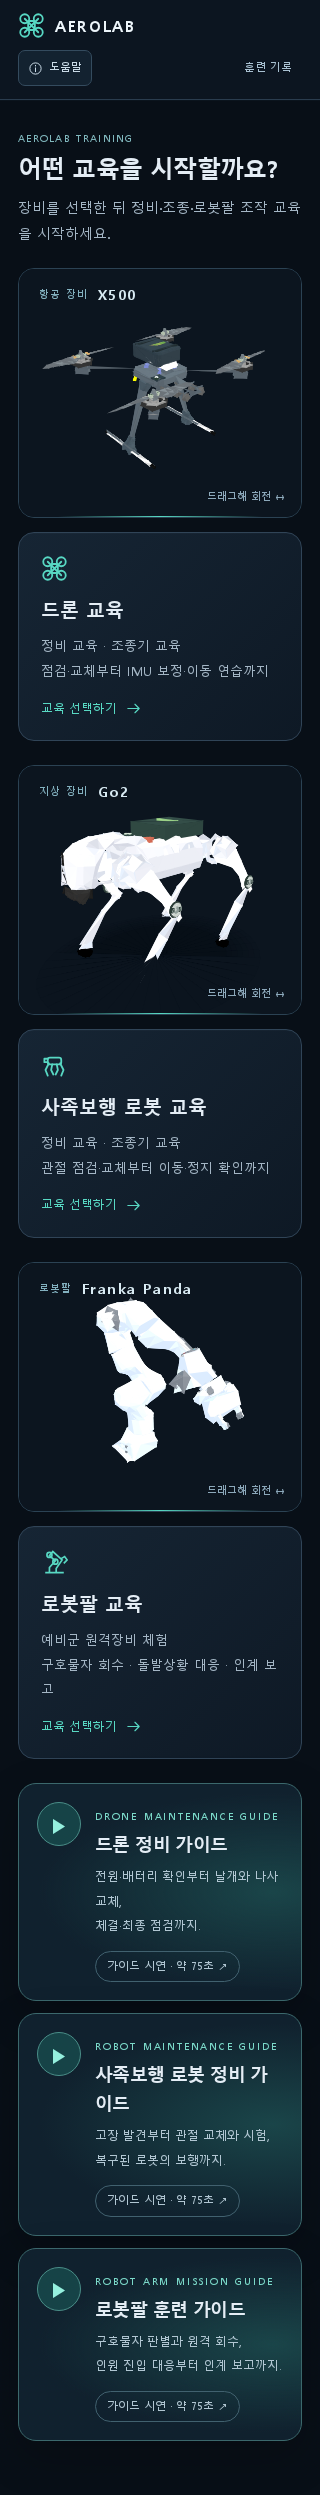 AEROLAB
도움말
훈련 기록
AEROLAB TRAINING
어떤 교육을 시작할까요?
장비를 선택한 뒤 정비·조종·로봇팔 조작 교육
을 시작하세요.
항공 장비 X500
드래그해 회전 ↔
드론 교육
정비 교육 · 조종기 교육
점검·교체부터 IMU 보정·이동 연습까지
교육 선택하기 →
지상 장비 Go2
드래그해 회전 ↔
사족보행 로봇 교육
정비 교육 · 조종기 교육
관절 점검·교체부터 이동·정지 확인까지
교육 선택하기 →
로봇팔 Franka Panda
드래그해 회전 ↔
로봇팔 교육
예비군 원격장비 체험
구호물자 회수 · 돌발상황 대응 · 인계 보
고
교육 선택하기 →
DRONE MAINTENANCE GUIDE
드론 정비 가이드
전원·배터리 확인부터 날개와 나사
교체,
체결·최종 점검까지.
가이드 시연 · 약 75초 ↗
ROBOT MAINTENANCE GUIDE
사족보행 로봇 정비 가
이드
고장 발견부터 관절 교체와 시험,
복구된 로봇의 보행까지.
가이드 시연 · 약 75초 ↗
ROBOT ARM MISSION GUIDE
로봇팔 훈련 가이드
구호물자 판별과 원격 회수,
인원 진입 대응부터 인계 보고까지.
가이드 시연 · 약 75초 ↗